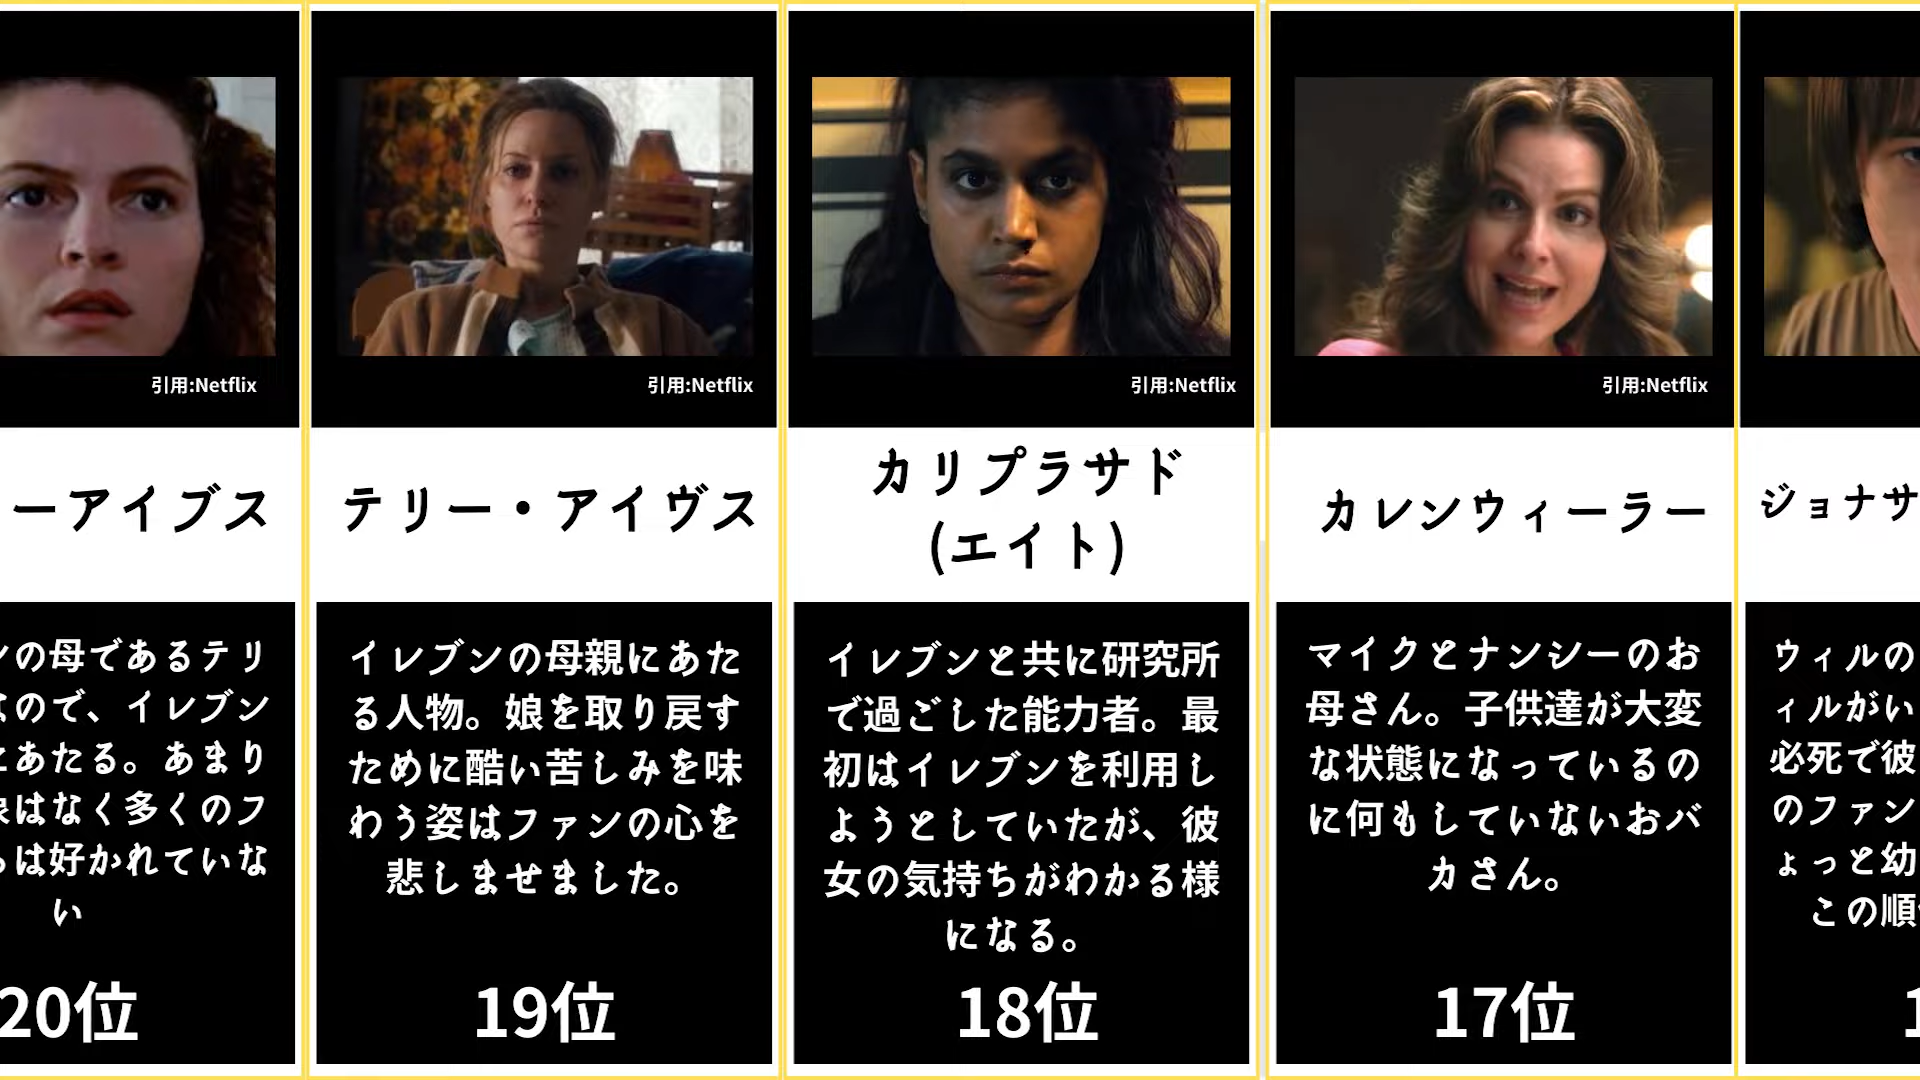 引用:Netflix
ーアイブス
ンの母であるテリ
ので、イレブン
にあたる。あまり
象はなく多くのフ
らは好かれていな
い
20位
引用:Netflix
テリー・アイヴス
イレブンの母親にあた
る人物。娘を取り戻す
ために酷い苦しみを味
わう姿はファンの心を
悲しませました。
19位
引用:Netflix
カリプラサド
(エイト)
イレブンと共に研究所
で過ごした能力者。最
初はイレブンを利用し
ようとしていたが、彼
女の気持ちがわかる様
になる。
18位
引用:Netflix
カレンウィーラー
マイクとナンシーのお
母さん。子供達が大変
な状態になっているの
に何もしていないおバ
カさん。
17位
ジョナサ
ウィルの
ィルがい
必死で彼
のファン
ょっと幼
この順
1